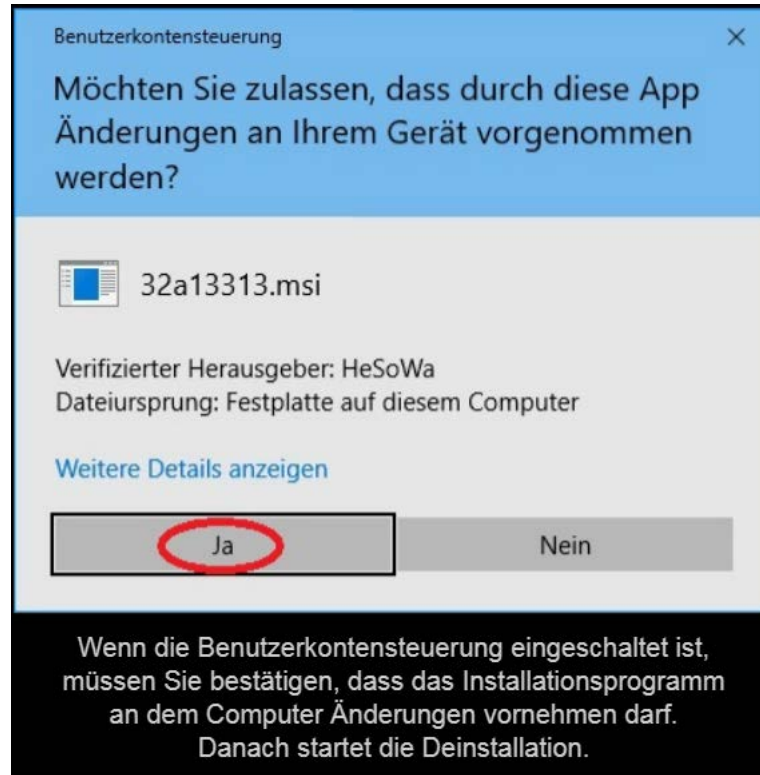 Benutzerkontensteuerung
Möchten Sie zulassen, dass durch diese App
Änderungen an Ihrem Gerät vorgenommen
werden?
32a13313.msi
Verifizierter Herausgeber: HeSoWa
Dateiursprung: Festplatte auf diesem Computer
Weitere Details anzeigen
Ja
Nein
Wenn die Benutzerkontensteuerung eingeschaltet ist,
müssen Sie bestätigen, dass das Installationsprogramm
an dem Computer Änderungen vornehmen darf.
Danach startet die Deinstallation.